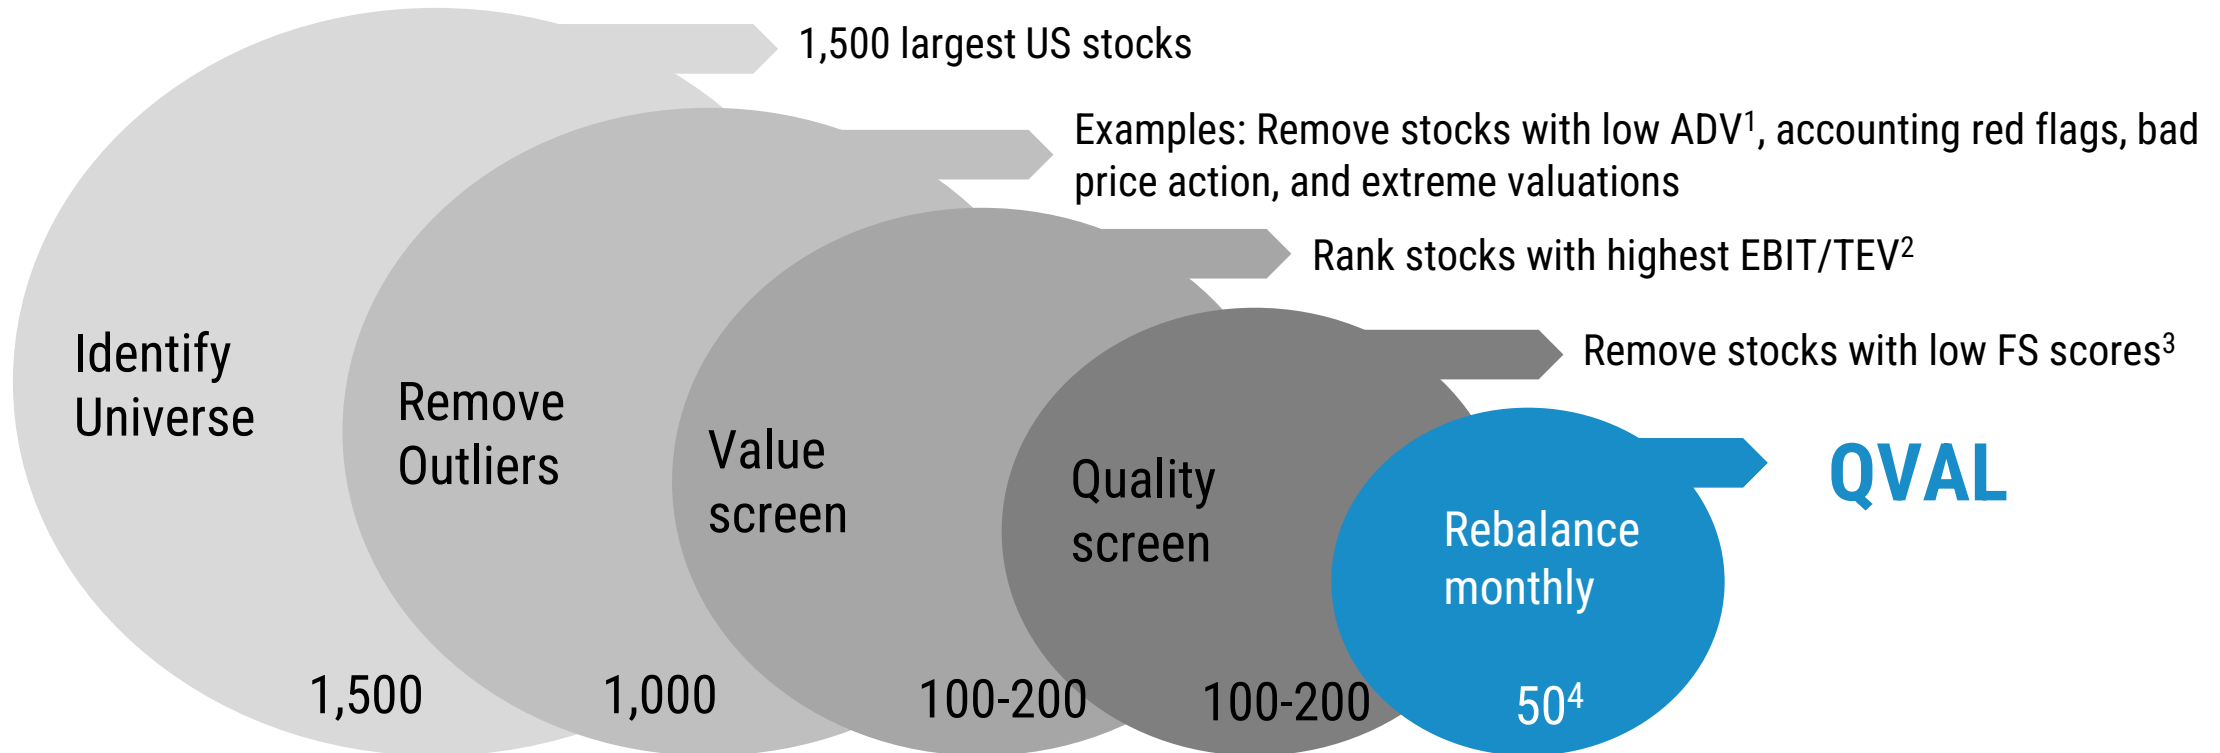 1,500 largest US stocks
Examples: Remove stocks with low ADV¹, accounting red flags, bad
price action, and extreme valuations
Rank stocks with highest EBIT/TEV²
Remove stocks with low FS scores³
Identify
Universe
Remove
Outliers
Value
screen
Quality
screen
QVAL
Rebalance
monthly
1,500
1,000
100-200
100-200
50⁴